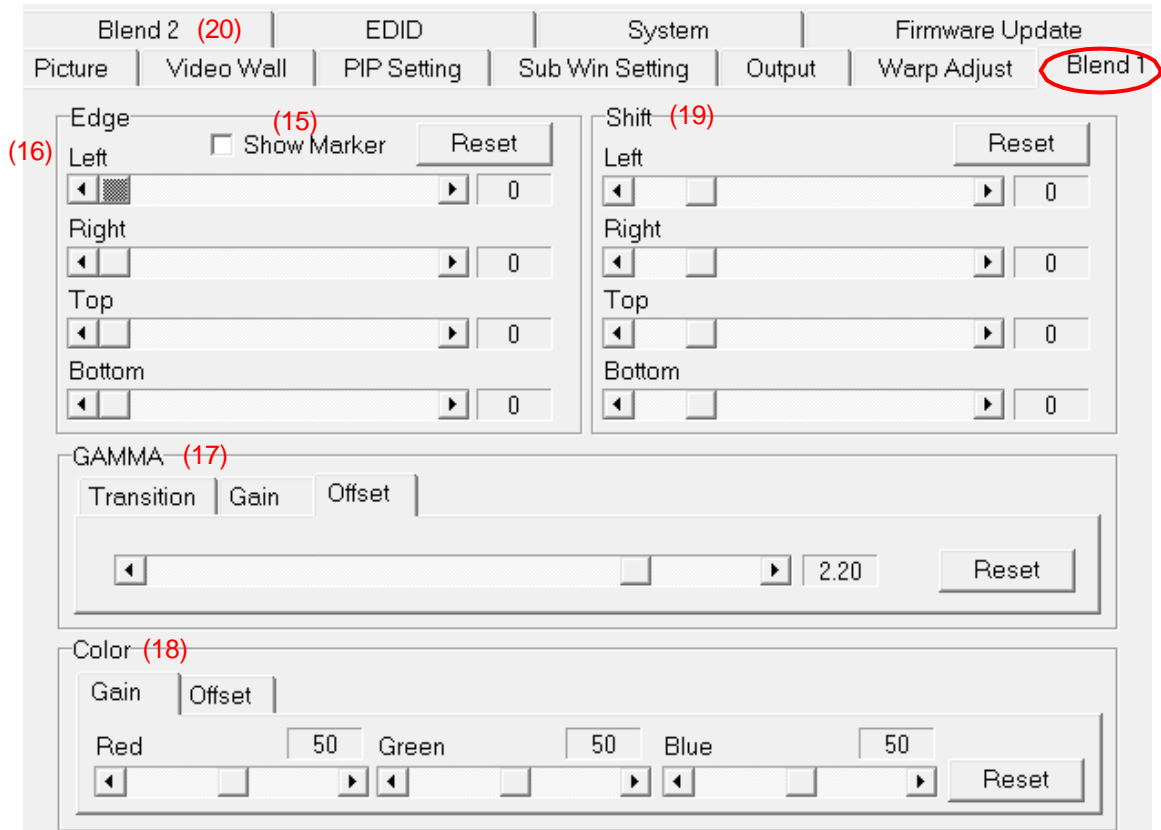 Blend 2 (20) EDID System Firmware Update
Picture Video Wall PIP Setting Sub Win Setting Output Warp Adjust Blend 1
Edge (15) Shift (19)
(16) Left Show Marker Reset Left Reset
0 0
Right Right
0 0
Top Top
0 0
Bottom Bottom
0 0
GAMMA (17)
Transition Gain Offset
2.20 Reset
Color (18)
Gain Offset
Red 50 Green 50 Blue 50
Reset